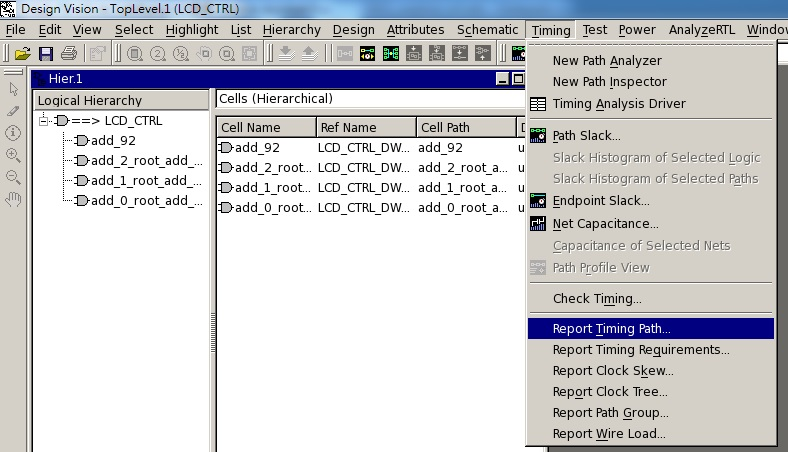 Design Vision - TopLevel.1 (LCD_CTRL)
File Edit View Select Highlight List Hierarchy Design Attributes Schematic Timing Test Power AnalyzeRTL Window
Hier.1
Logical Hierarchy
==> LCD_CTRL
add_92
add_2_root_add_...
add_1_root_add_...
add_0_root_add_...
Cells (Hierarchical)
Cell Name Ref Name Cell Path
add_92 LCD_CTRL_DW... add_92 u
add_2_root... LCD_CTRL_DW... add_2_root_a... u
add_1_root... LCD_CTRL_DW... add_1_root_a... u
add_0_root... LCD_CTRL_DW... add_0_root_a... u
New Path Analyzer
New Path Inspector
Timing Analysis Driver
Path Slack...
Slack Histogram of Selected Logic
Slack Histogram of Selected Paths
Endpoint Slack...
Net Capacitance...
Capacitance of Selected Nets
Path Profile View
Check Timing...
Report Timing Path...
Report Timing Requirements...
Report Clock Skew...
Report Clock Tree...
Report Path Group...
Report Wire Load...